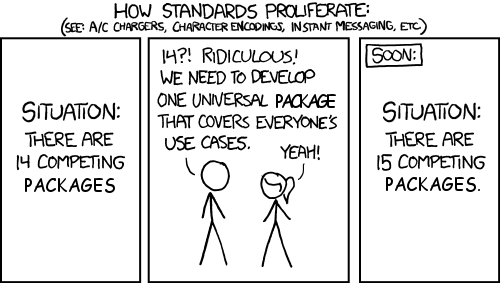 HOW STANDARDS PROLIFERATE:
(SEE: A/C CHARGERS, CHARACTER ENCODINGS, INSTANT MESSAGING, ETC.)
SITUATION:
THERE ARE
14 COMPETING
PACKAGES
14?! RIDICULOUS!
WE NEED TO DEVELOP
ONE UNIVERSAL PACKAGE
THAT COVERS EVERYONE'S
USE CASES.
YEAH!
SOON:
SITUATION:
THERE ARE
15 COMPETING
PACKAGES.